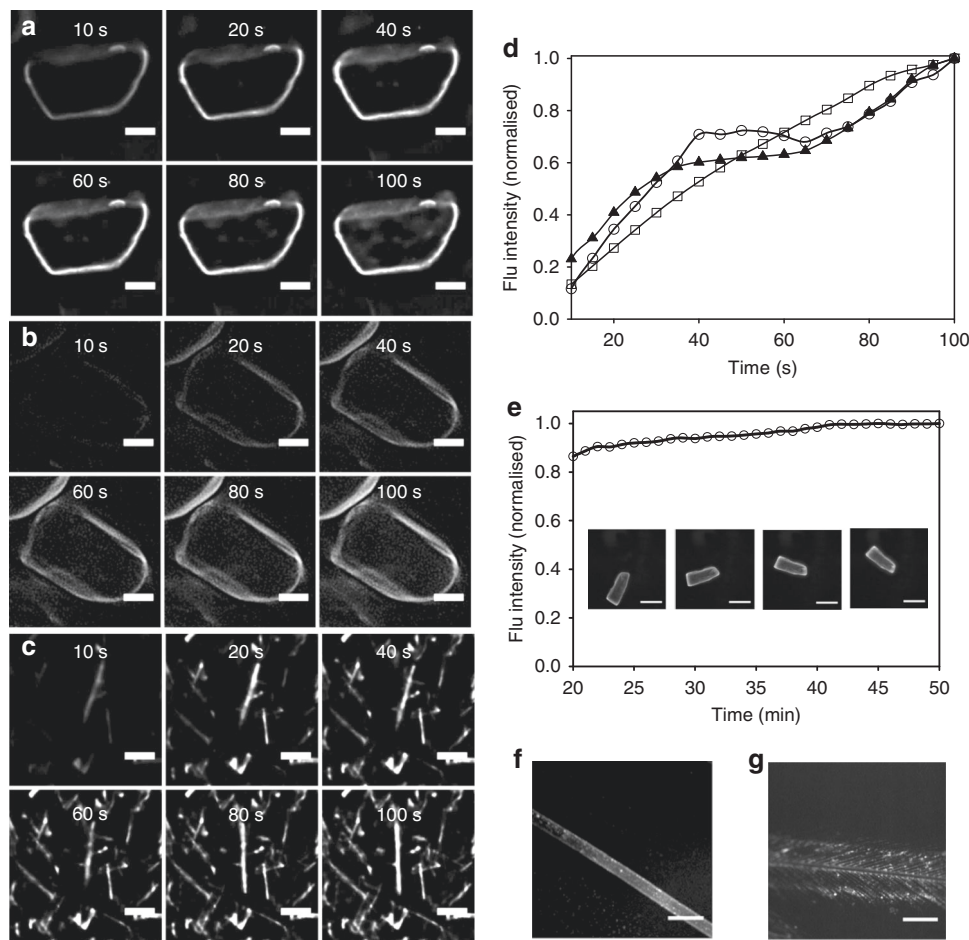 a
10 s 20 s 40 s
60 s 80 s 100 s
b
10 s 20 s 40 s
60 s 80 s 100 s
c
10 s 20 s 40 s
60 s 80 s 100 s
d
Flu intensity (normalised)
1.0
0.8
0.6
0.4
0.2
0.0
20 40 60 80 100
Time (s)
e
Flu intensity (normalised)
1.0
0.8
0.6
0.4
0.2
0.0
20 25 30 35 40 45 50
Time (min)
f
g